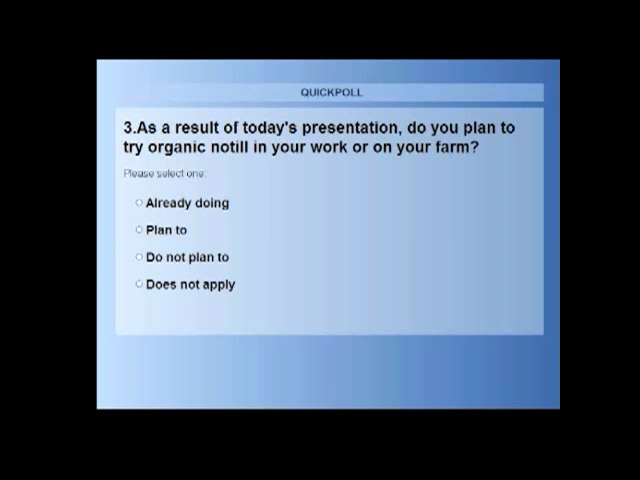 QUICKPOLL
3.As a result of today's presentation, do you plan to
try organic notill in your work or on your farm?
Please select one:
Already doing
Plan to
Do not plan to
Does not apply